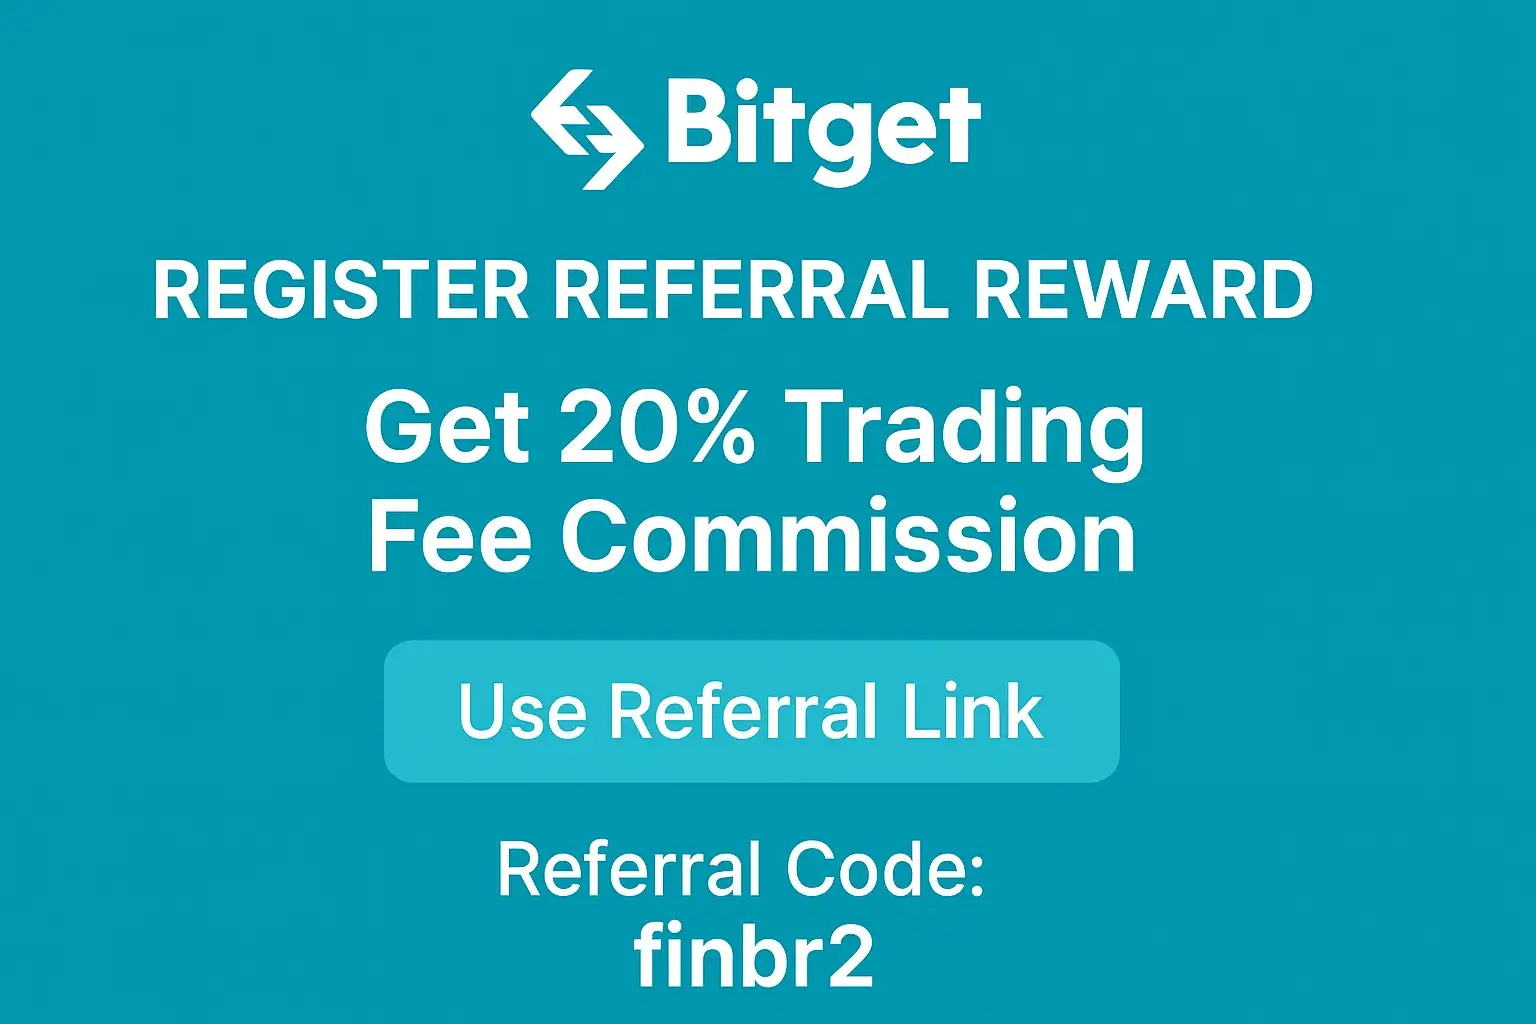 Bitget
REGISTER REFERRAL REWARD
Get 20% Trading
Fee Commission
Use Referral Link
Referral Code:
finbr2